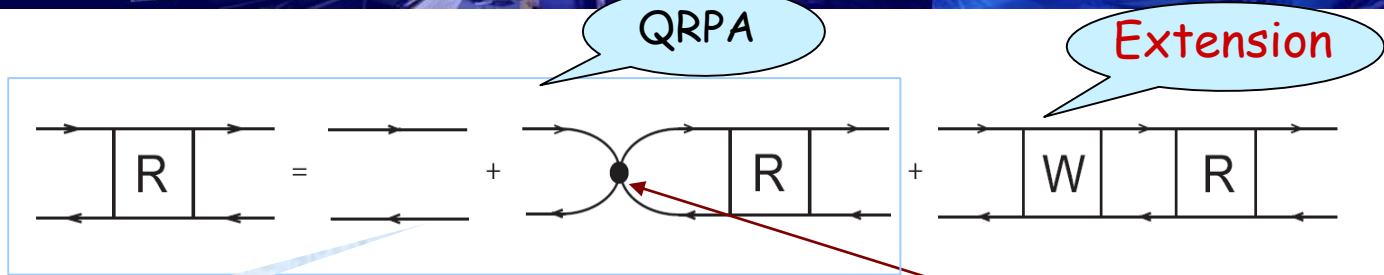 QRPA
Extension
R = + R + W R